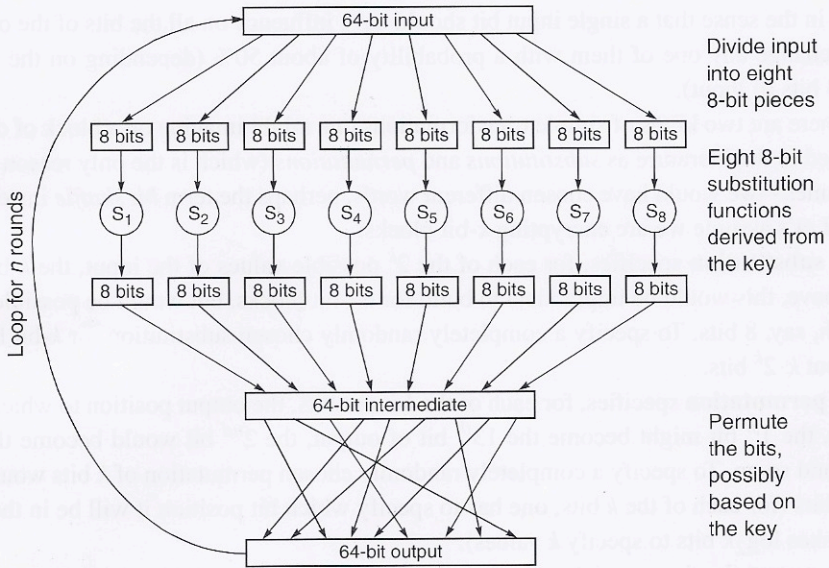 64-bit input
Divide input
into eight
8-bit pieces
8 bits 8 bits 8 bits 8 bits 8 bits 8 bits 8 bits 8 bits
Eight 8-bit
substitution
functions
derived from
the key
S1 S2 S3 S4 S5 S6 S7 S8
8 bits 8 bits 8 bits 8 bits 8 bits 8 bits 8 bits 8 bits
Loop for n rounds
64-bit intermediate
Permute
the bits,
possibly
based on
the key
64-bit output